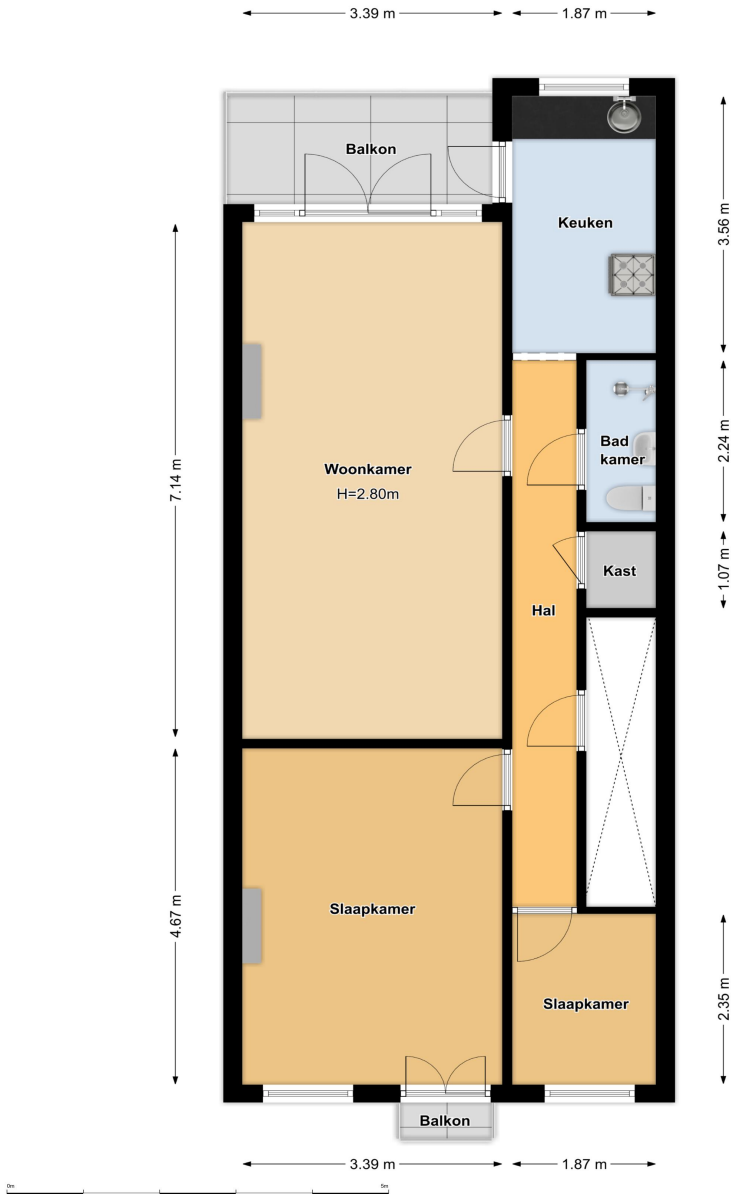 3.39 m
1.87 m
Balkon
Keuken
3.56 m
Bad
kamer
2.24 m
7.14 m
Woonkamer
H=2.80m
Kast
1.07 m
Hal
4.67 m
Slaapkamer
Slaapkamer
2.35 m
Balkon
3.39 m
1.87 m
0m
5m